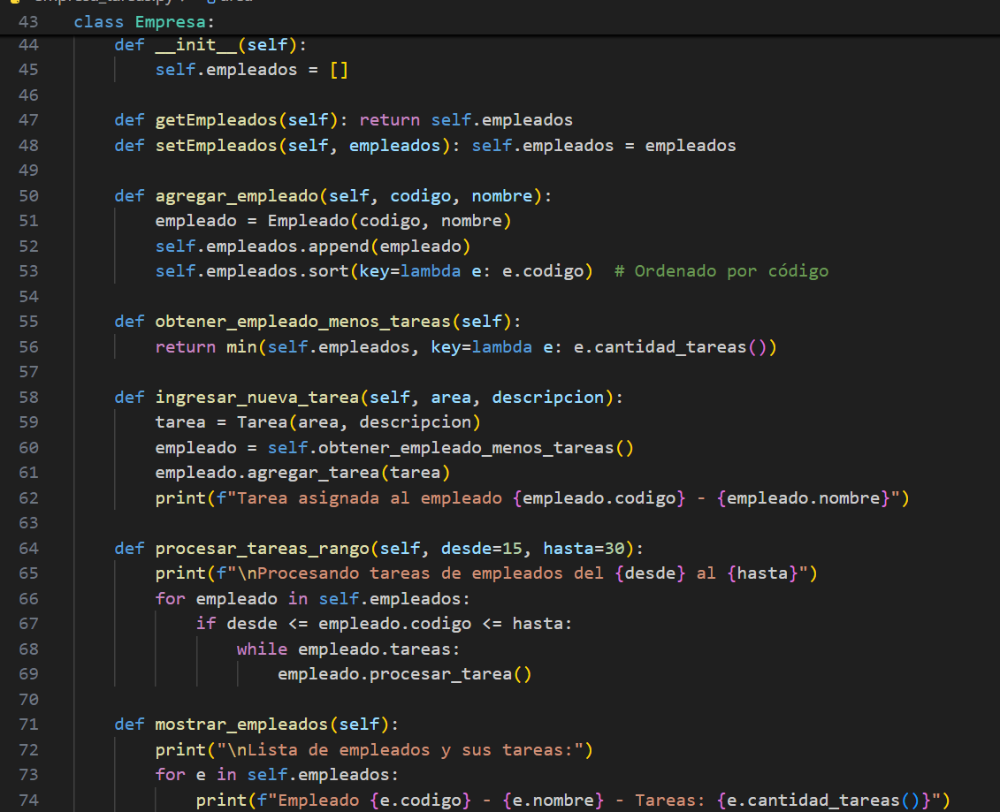 43 class Empresa:
44 def __init__(self):
45 self.empleados = []
46
47 def getEmpleados(self): return self.empleados
48 def setEmpleados(self, empleados): self.empleados = empleados
49
50 def agregar_empleado(self, codigo, nombre):
51 empleado = Empleado(codigo, nombre)
52 self.empleados.append(empleado)
53 self.empleados.sort(key=lambda e: e.codigo)  # Ordenado por código
54
55 def obtener_empleado_menos_tareas(self):
56 return min(self.empleados, key=lambda e: e.cantidad_tareas())
57
58 def ingresar_nueva_tarea(self, area, descripcion):
59 tarea = Tarea(area, descripcion)
60 empleado = self.obtener_empleado_menos_tareas()
61 empleado.agregar_tarea(tarea)
62 print(f"Tarea asignada al empleado {empleado.codigo} - {empleado.nombre}")
63
64 def procesar_tareas_rango(self, desde=15, hasta=30):
65 print(f"\nProcesando tareas de empleados del {desde} al {hasta}")
66 for empleado in self.empleados:
67 if desde <= empleado.codigo <= hasta:
68 while empleado.tareas:
69 empleado.procesar_tarea()
70
71 def mostrar_empleados(self):
72 print("\nLista de empleados y sus tareas:")
73 for e in self.empleados:
74 print(f"Empleado {e.codigo} - {e.nombre} - Tareas: {e.cantidad_tareas()}")